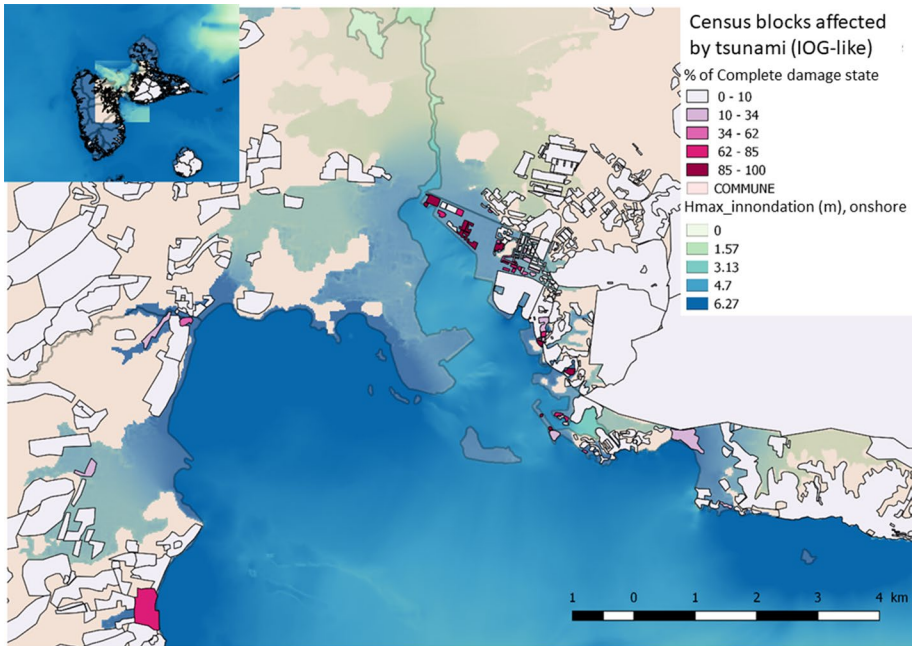 Census blocks affected
by tsunami (IOG-like)
% of Complete damage state
0 - 10
10 - 34
34 - 62
62 - 85
85 - 100
COMMUNE
Hmax_innondation (m), onshore
0
1.57
3.13
4.7
6.27
1 0 1 2 3 4 km